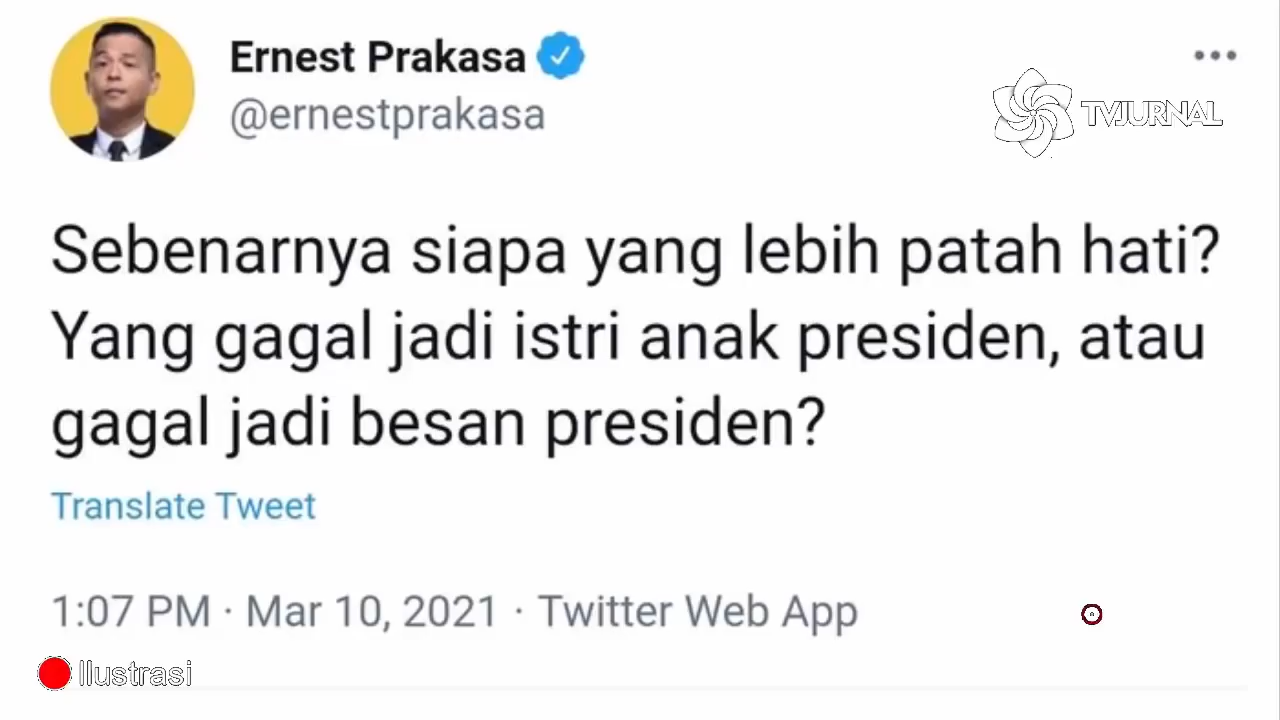 Ernest Prakasa
@ernestprakasa
TVJURNAL
Sebenarnya siapa yang lebih patah hati?
Yang gagal jadi istri anak presiden, atau
gagal jadi besan presiden?
Translate Tweet
1:07 PM · Mar 10, 2021 · Twitter Web App
Ilustrasi